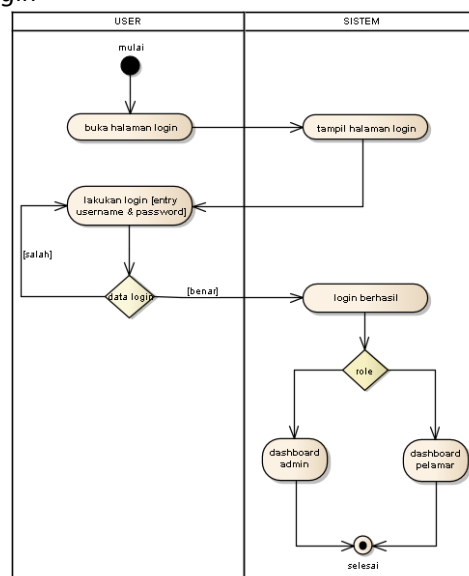 gin
USER
SISTEM
mulai
buka halaman login
tampil halaman login
lakukan login [entry
username & password]
[salah]
data login
[benar]
login berhasil
role
dashboard
admin
dashboard
pelamar
selesai